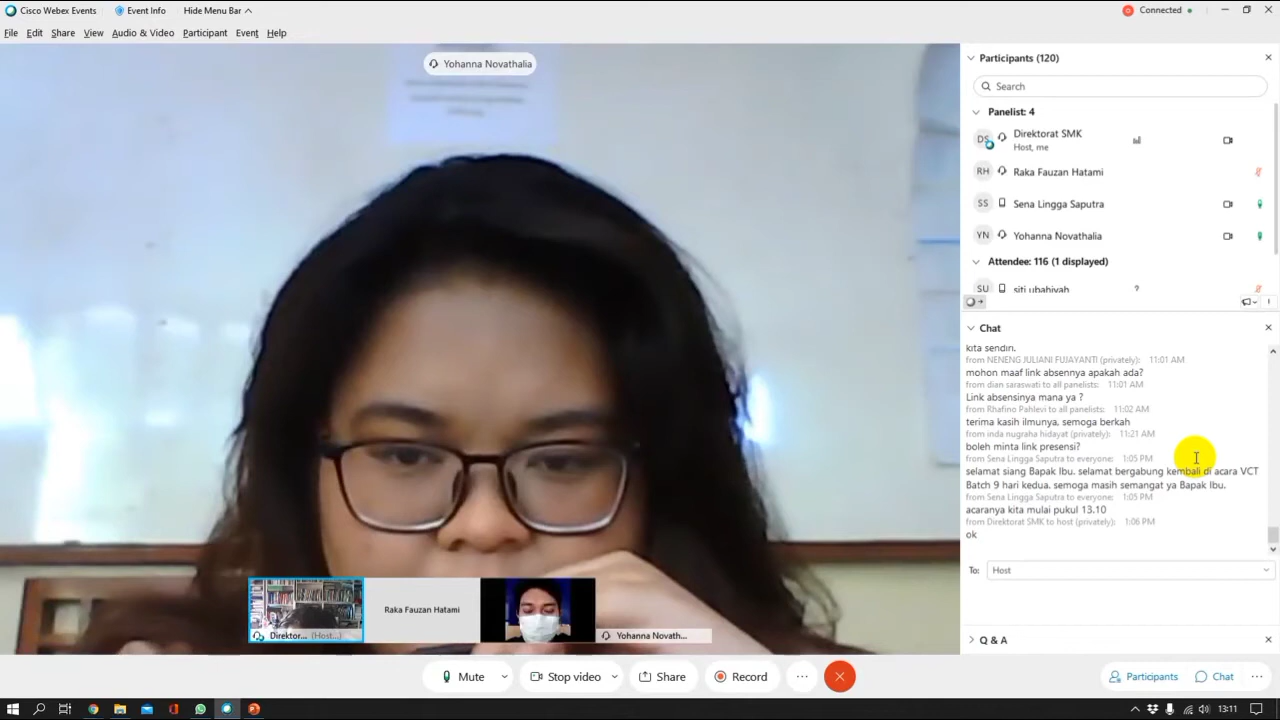 Cisco Webex Events
Event Info
Hide Menu Bar
Connected
File Edit Share View Audio & Video Participant Event Help
Yohanna Novathalia
Participants (120)
Search
Panelist: 4
DS Direktorat SMK
Host, me
RH Raka Fauzan Hatami
SS Sena Lingga Saputra
YN Yohanna Novathalia
Attendee: 116 (1 displayed)
SU siti ubahiyah ?
Chat
kita sendiri.
from NENENG JULIANI FUJAYANTI (privately): 11:01 AM
mohon maaf link absennya apakah ada?
from dian saraswati to all panelists: 11:01 AM
Link absensinya mana ya ?
from Rhafino Pahlevi to all panelists: 11:02 AM
terima kasih ilmunya, semoga berkah
from inda nugraha hidayat (privately): 11:21 AM
boleh minta link presensi?
from Sena Lingga Saputra to everyone: 1:05 PM
selamat siang Bapak Ibu. selamat bergabung kembali di acara VCT
Batch 9 hari kedua. semoga masih semangat ya Bapak Ibu.
from Sena Lingga Saputra to everyone: 1:05 PM
acaranya kita mulai pukul 13.10
from Direktorat SMK to host (privately): 1:06 PM
ok
To: Host
Q & A
Direktor... (Host...)
Raka Fauzan Hatami
Yohanna Novath...
Mute
Stop video
Share
Record
Participants
Chat
13:11